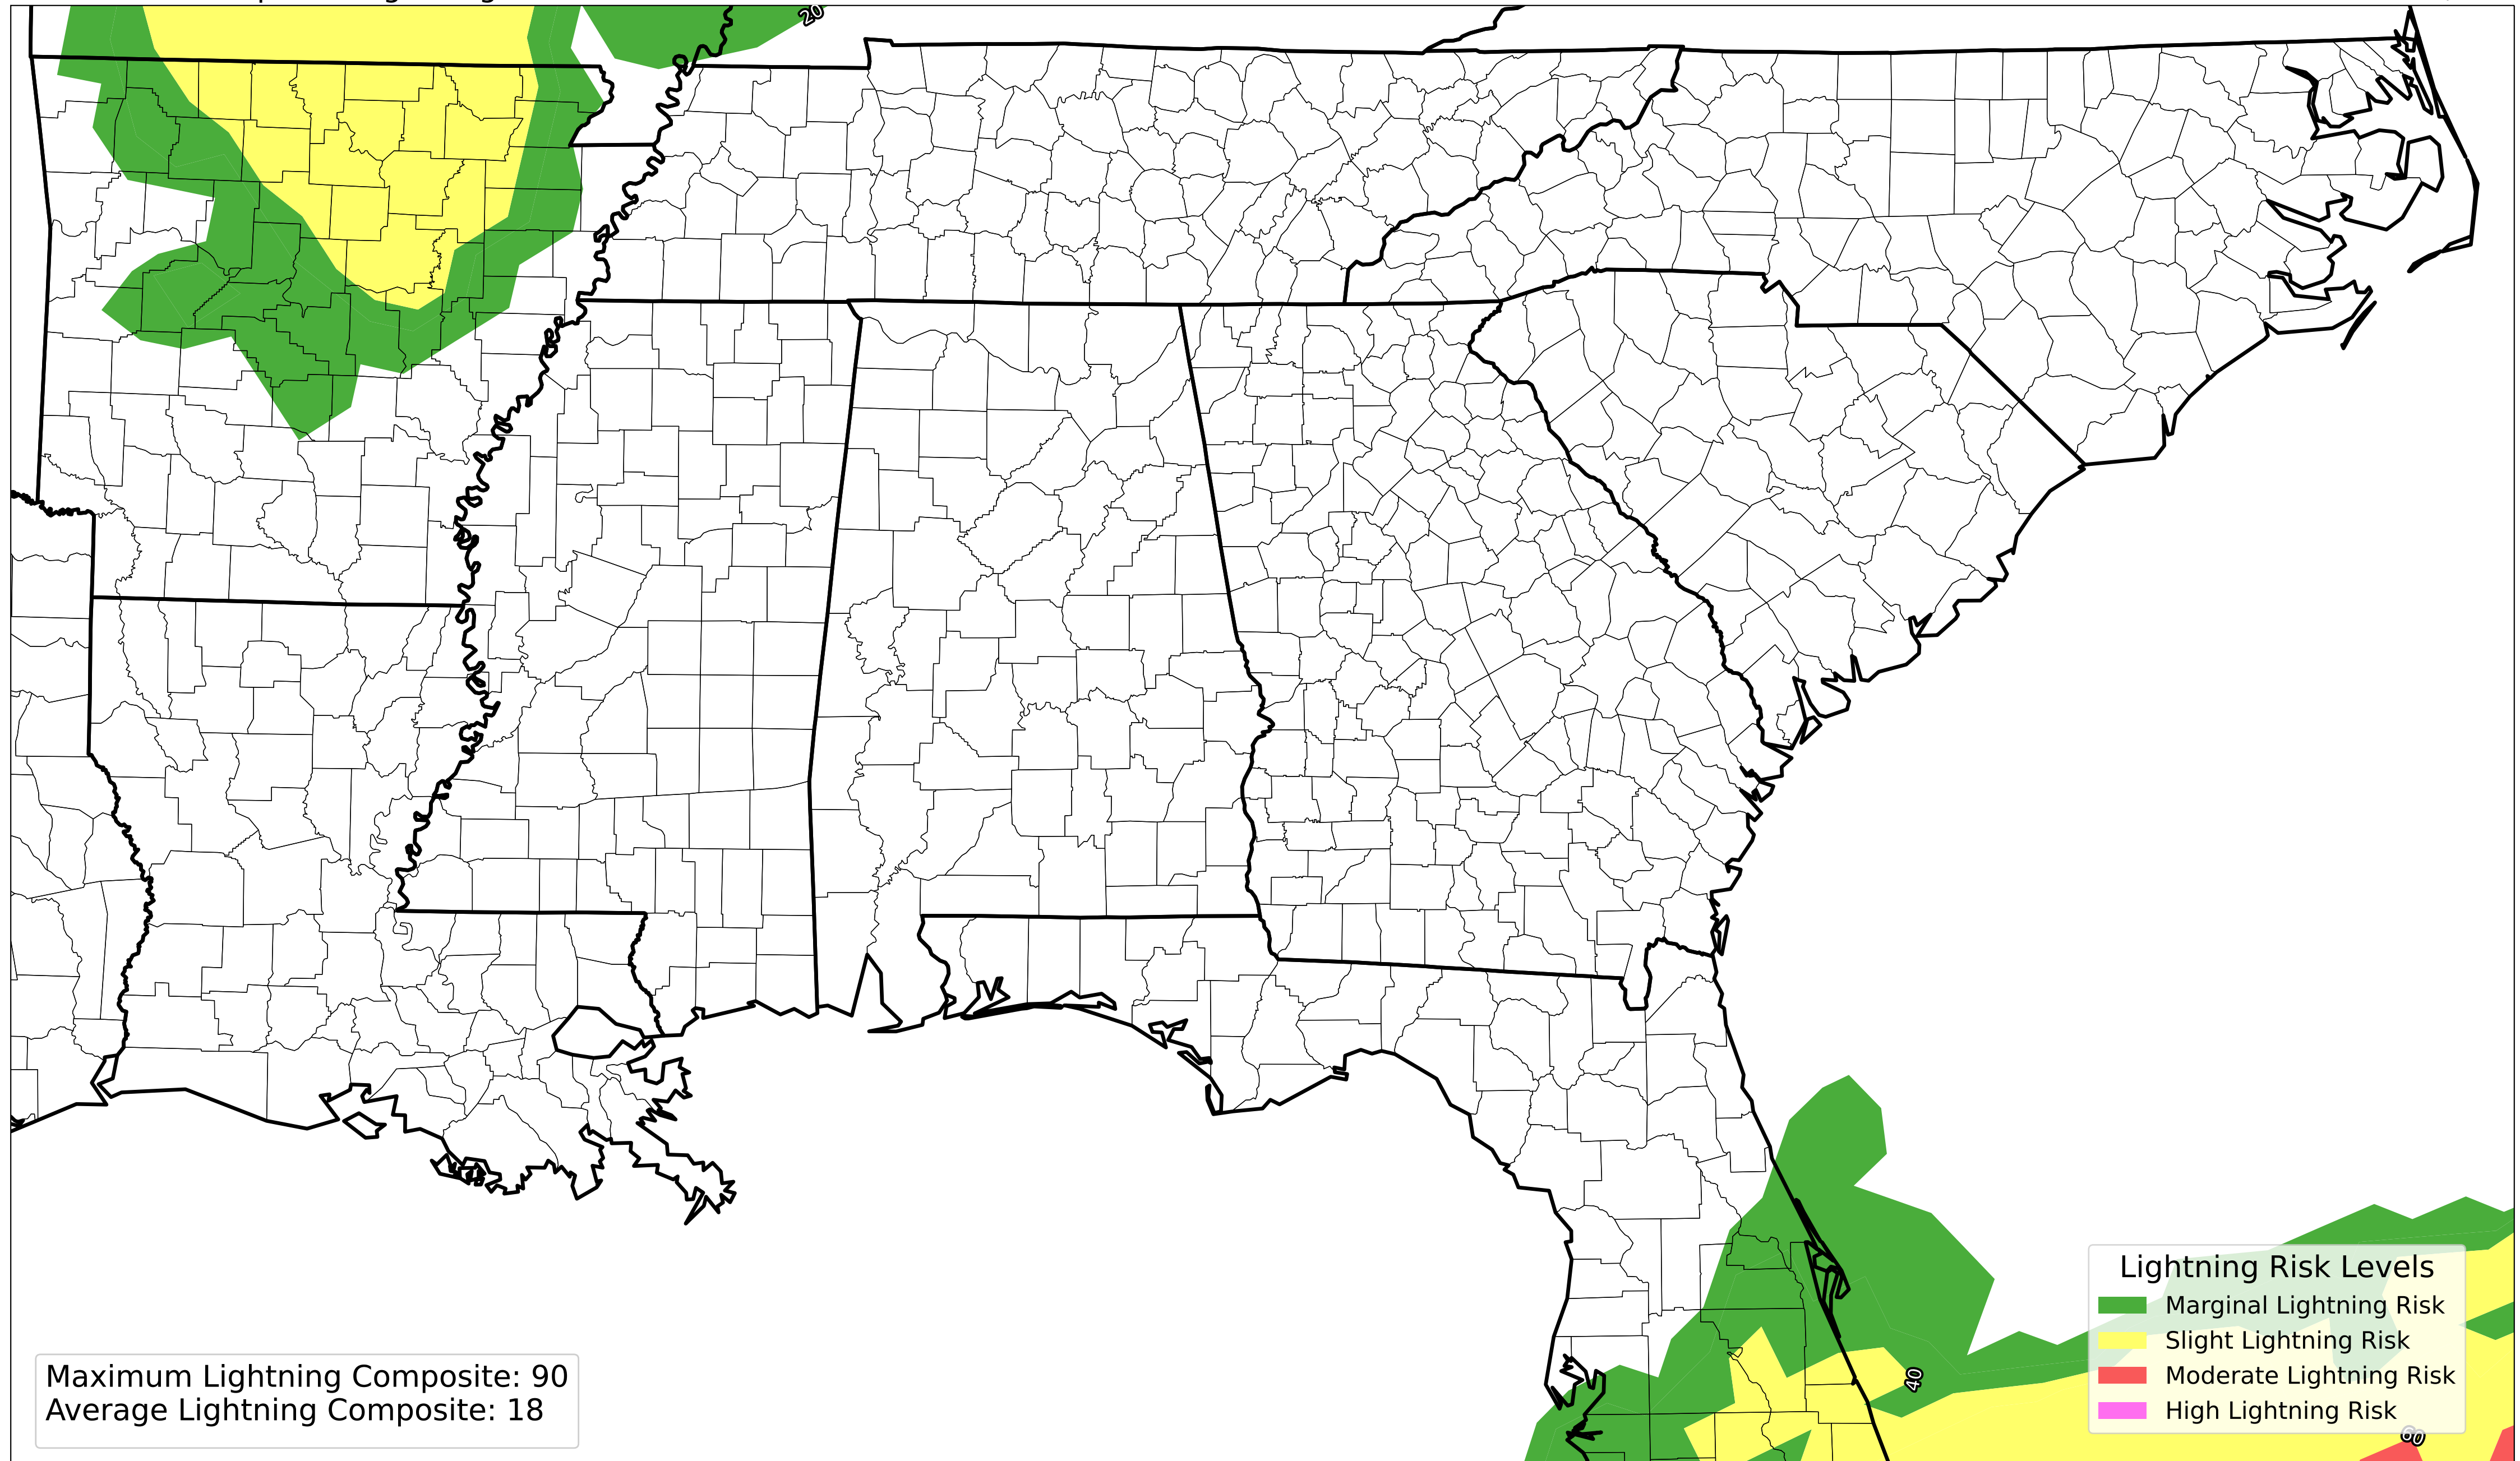 20
Lightning Risk Levels
Marginal Lightning Risk
Slight Lightning Risk
Moderate Lightning Risk
High Lightning Risk
40
60
Maximum Lightning Composite: 90
Average Lightning Composite: 18